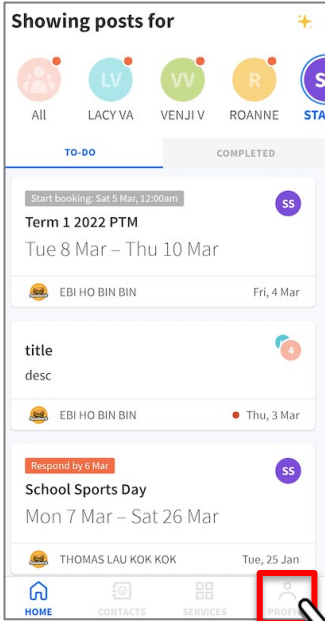 Showing posts for
LV
VV
R
S
All
LACY VA
VENJI V
ROANNE
STA
TO-DO
COMPLETED
Start booking: Sat 5 Mar, 12:00am
SS
Term 1 2022 PTM
Tue 8 Mar – Thu 10 Mar
EBI HO BIN BIN
Fri, 4 Mar
title
4
desc
EBI HO BIN BIN
Thu, 3 Mar
Respond by 6 Mar
SS
School Sports Day
Mon 7 Mar – Sat 26 Mar
THOMAS LAU KOK KOK
Tue, 25 Jan
HOME
CONTACTS
SERVICES
PROFI